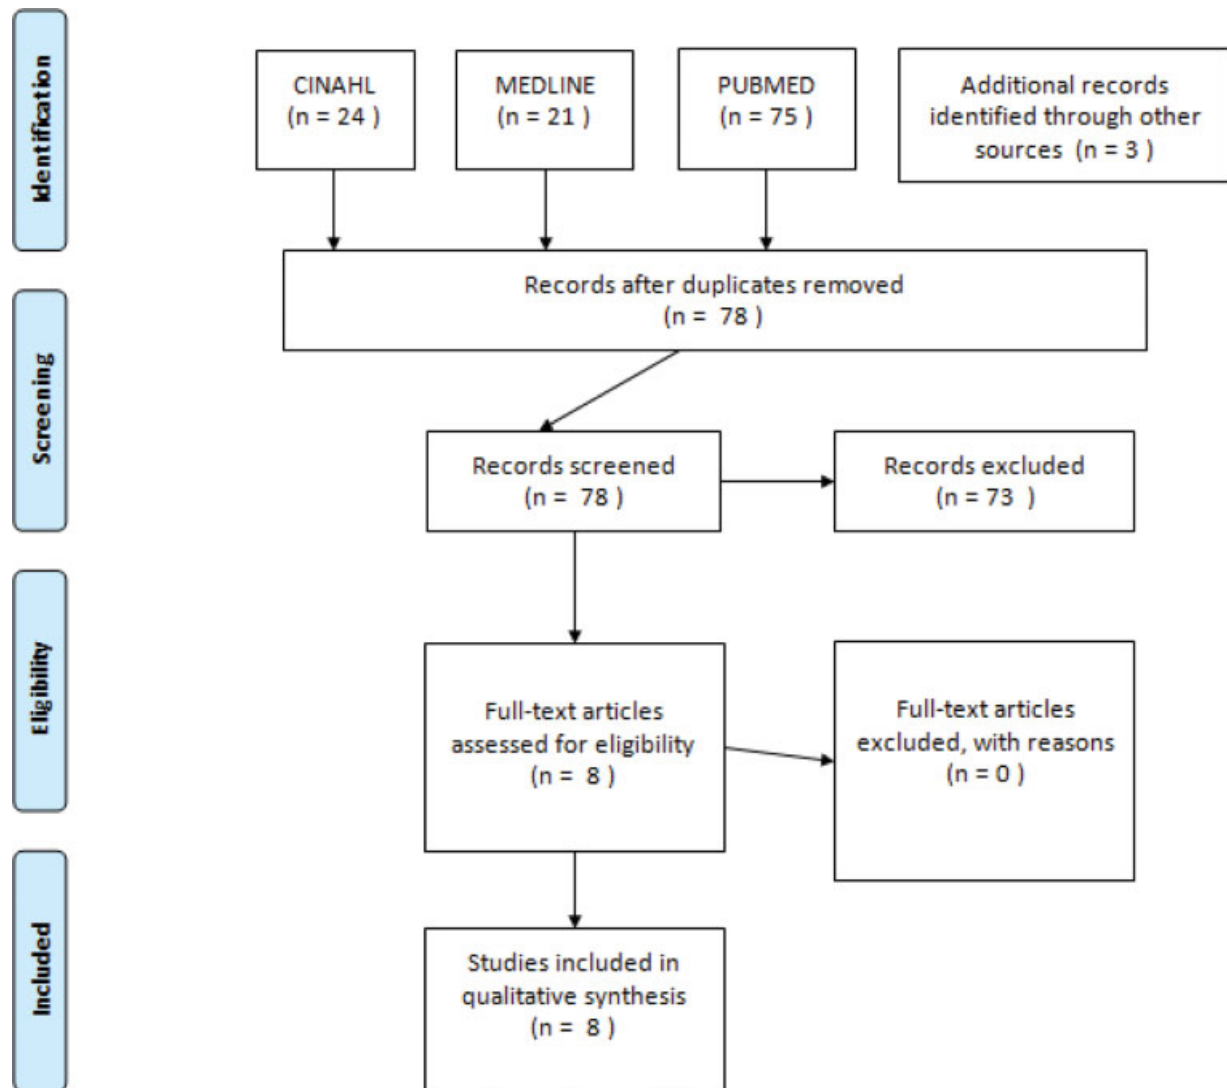 Identification
CINAHL
(n = 24 )
MEDLINE
(n = 21 )
PUBMED
(n = 75 )
Additional records
identified through other
sources (n = 3 )
Records after duplicates removed
(n = 78 )
Screening
Records screened
(n = 78 )
Records excluded
(n = 73 )
Eligibility
Full-text articles
assessed for eligibility
(n = 8 )
Full-text articles
excluded, with reasons
(n = 0 )
Included
Studies included in
qualitative synthesis
(n = 8 )